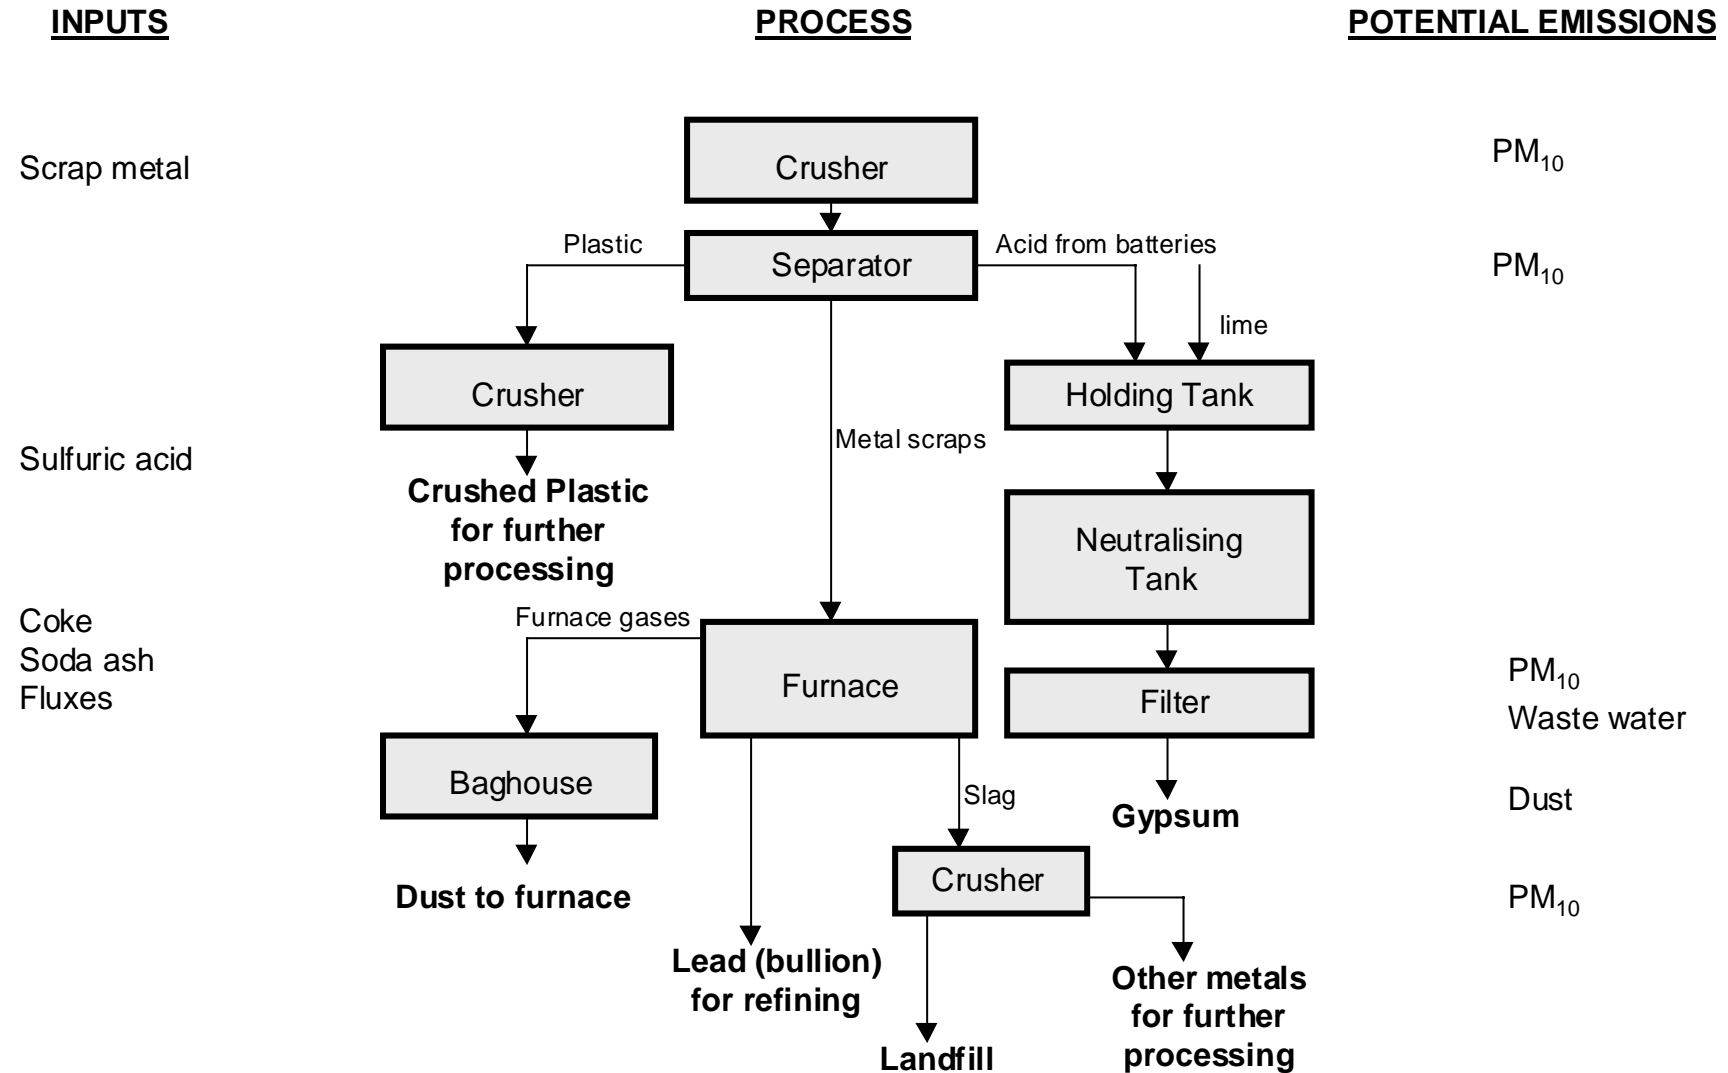 INPUTS
PROCESS
POTENTIAL EMISSIONS
Scrap metal
Crusher
PM10
Plastic
Separator
Acid from batteries
PM10
lime
Crusher
Holding Tank
Metal scraps
Sulfuric acid
Crushed Plastic
for further
processing
Neutralising
Tank
Coke
Soda ash
Fluxes
Furnace gases
Furnace
Filter
PM10
Waste water
Baghouse
Slag
Gypsum
Dust
Dust to furnace
Crusher
PM10
Lead (bullion)
for refining
Other metals
for further
processing
Landfill